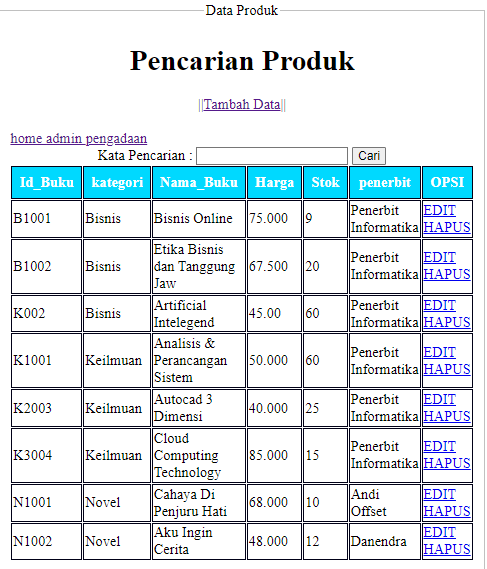 Data Produk
Pencarian Produk
||Tambah Data||
home admin pengadaan
Kata Pencarian : Cari
Id_Buku kategori Nama_Buku Harga Stok penerbit OPSI
B1001 Bisnis Bisnis Online 75.000 9 Penerbit Informatika EDIT HAPUS
B1002 Bisnis Etika Bisnis dan Tanggung Jaw 67.500 20 Penerbit Informatika EDIT HAPUS
K002 Bisnis Artificial Intelegend 45.00 60 Penerbit Informatika EDIT HAPUS
K1001 Keilmuan Analisis & Perancangan Sistem 50.000 60 Penerbit Informatika EDIT HAPUS
K2003 Keilmuan Autocad 3 Dimensi 40.000 25 Penerbit Informatika EDIT HAPUS
K3004 Keilmuan Cloud Computing Technology 85.000 15 Penerbit Informatika EDIT HAPUS
N1001 Novel Cahaya Di Penjuru Hati 68.000 10 Andi Offset EDIT HAPUS
N1002 Novel Aku Ingin Cerita 48.000 12 Danendra EDIT HAPUS